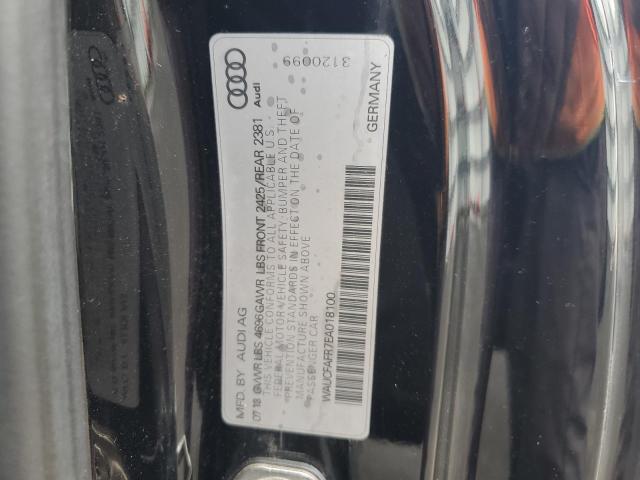 MFD. BY AUDI AG
07 13 GVWR LBS 4696 GAWR LBS FRONT 2425/REAR 2381
THIS VEHICLE CONFORMS TO ALL APPLICABLE U.S.
FEDERAL MOTOR VEHICLE SAFETY, BUMPER AND THEFT
PREVENTION STANDARDS IN EFFECT ON THE DATE OF
MANUFACTURE SHOWN ABOVE.
PASSENGER CAR
WAUCFAFR7EA018100
GERMANY
Audi
3120099